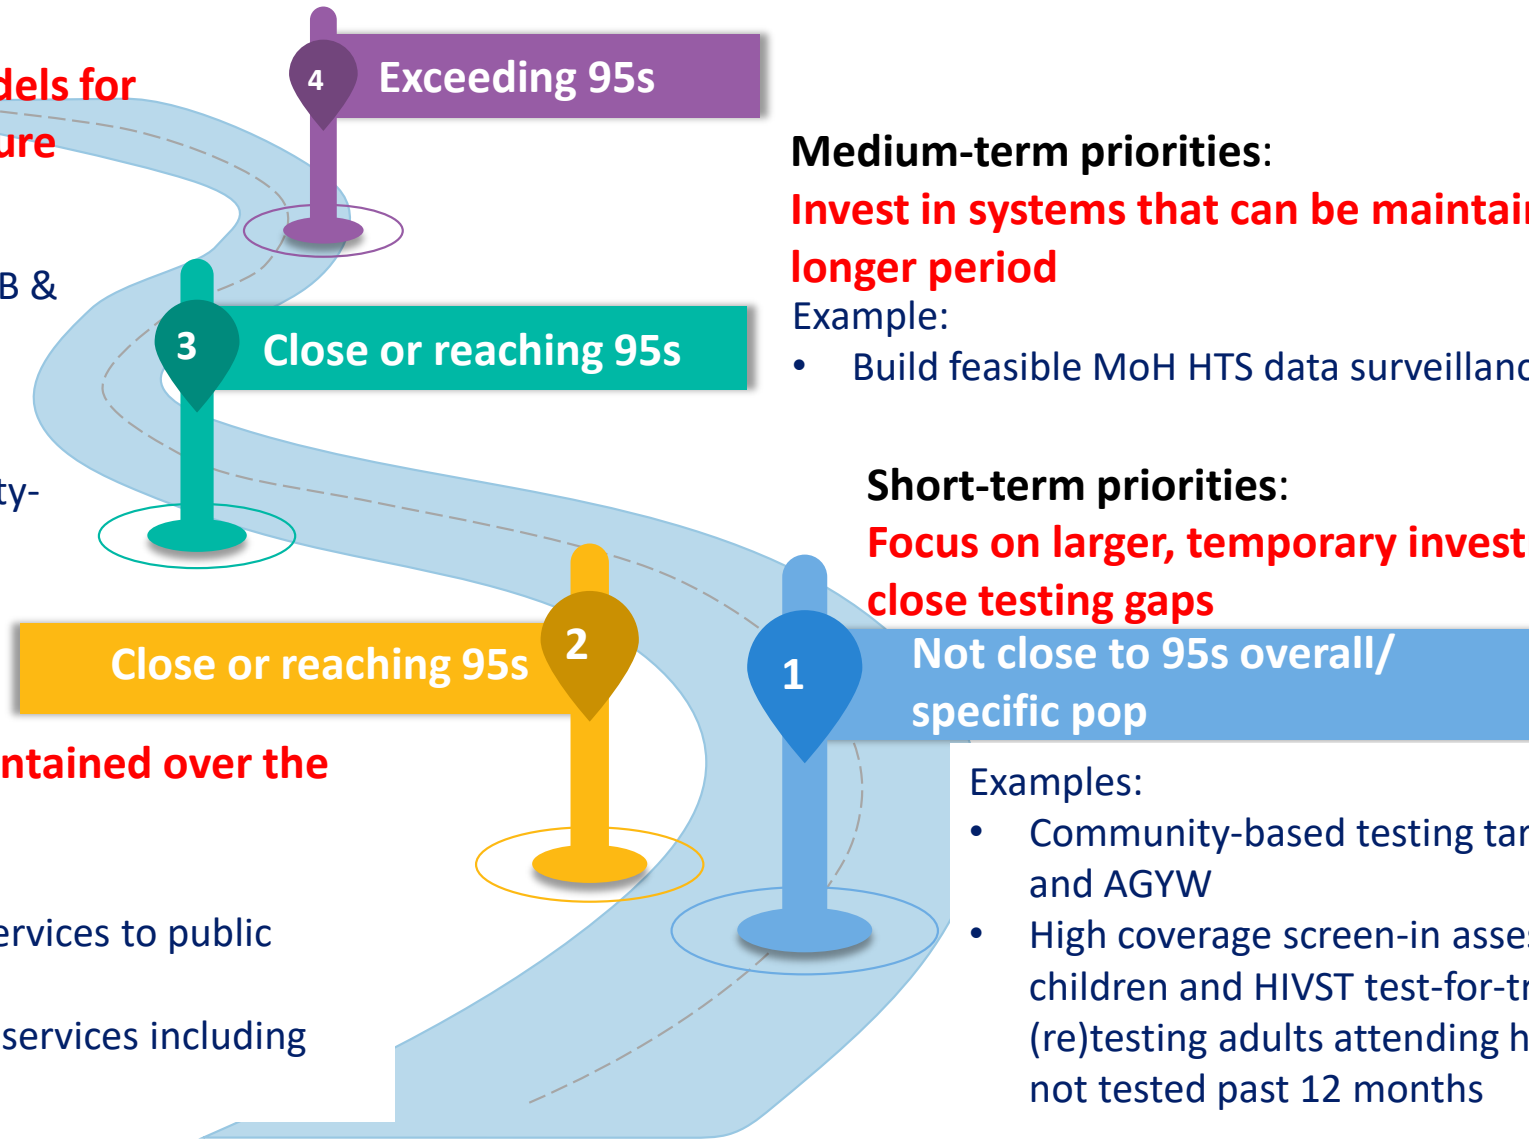 4
Exceeding 95s
dels for
ure
B &
3
Close or reaching 95s
ty-
Medium-term priorities:
Invest in systems that can be maintain
longer period
Example:
• Build feasible MoH HTS data surveillanc
Short-term priorities:
Focus on larger, temporary invest
close testing gaps
2
Close or reaching 95s
ntained over the
ervices to public
services including
1
Not close to 95s overall/
specific pop
Examples:
• Community-based testing tar
and AGYW
• High coverage screen-in asses
children and HIVST test-for-tr
(re)testing adults attending h
not tested past 12 months